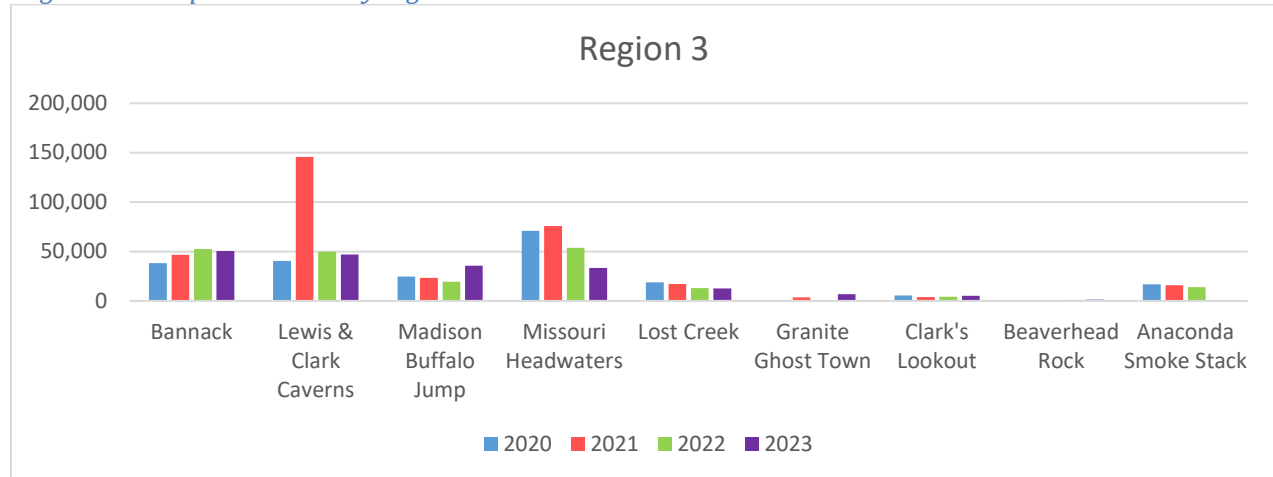 Region 3
200,000
150,000
100,000
50,000
0
Bannack
Lewis &
Clark
Caverns
Madison
Buffalo
Jump
Missouri
Headwaters
Lost Creek
Granite
Ghost Town
Clark's
Lookout
Beaverhead
Rock
Anaconda
Smoke Stack
2020 2021 2022 2023